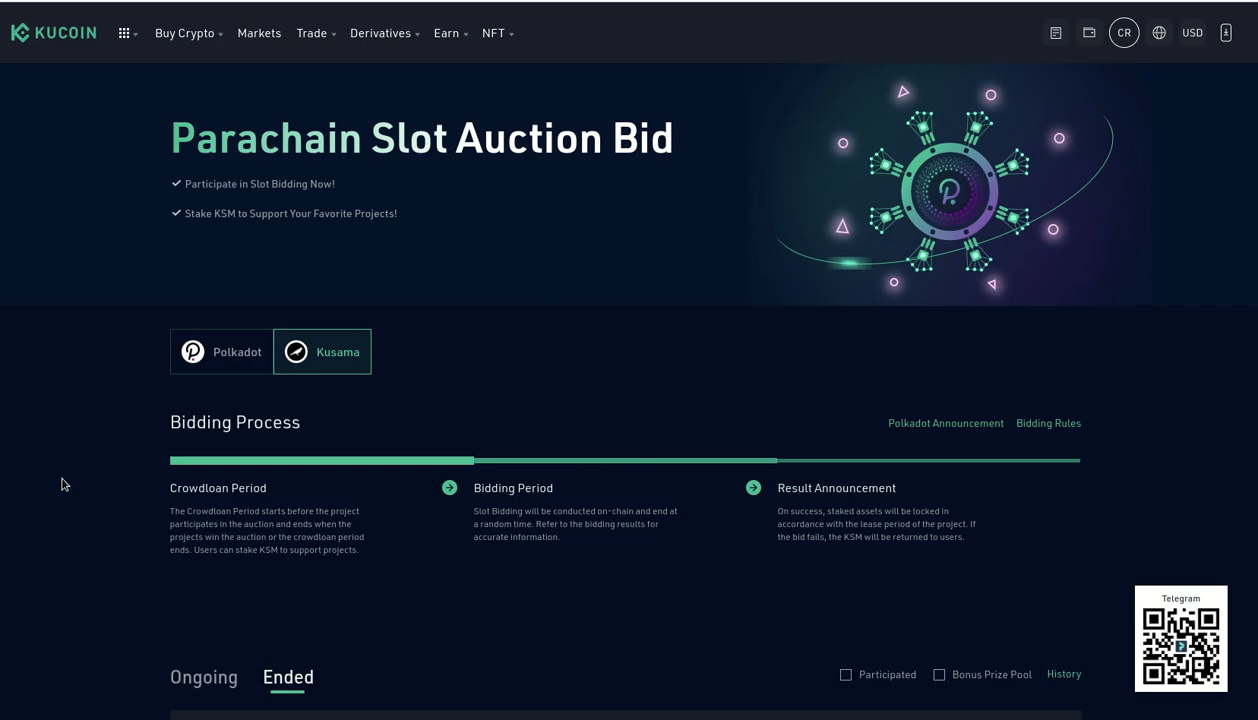 KUCOIN
Buy Crypto
Markets
Trade
Derivatives
Earn
NFT
CR
USD
Parachain Slot Auction Bid
Participate in Slot Bidding Now!
Stake KSM to Support Your Favorite Projects!
Polkadot
Kusama
Bidding Process
Polkadot Announcement
Bidding Rules
Crowdloan Period
The Crowdloan Period starts before the project
participates in the auction and ends when the
projects win the auction or the crowdloan period
ends. Users can stake KSM to support projects.
Bidding Period
Slot Bidding will be conducted on-chain and end at
a random time. Refer to the bidding results for
accurate information.
Result Announcement
On success, staked assets will be locked in
accordance with the lease period of the project. If
the bid fails, the KSM will be returned to users.
Telegram
Ongoing
Ended
Participated
Bonus Prize Pool
History